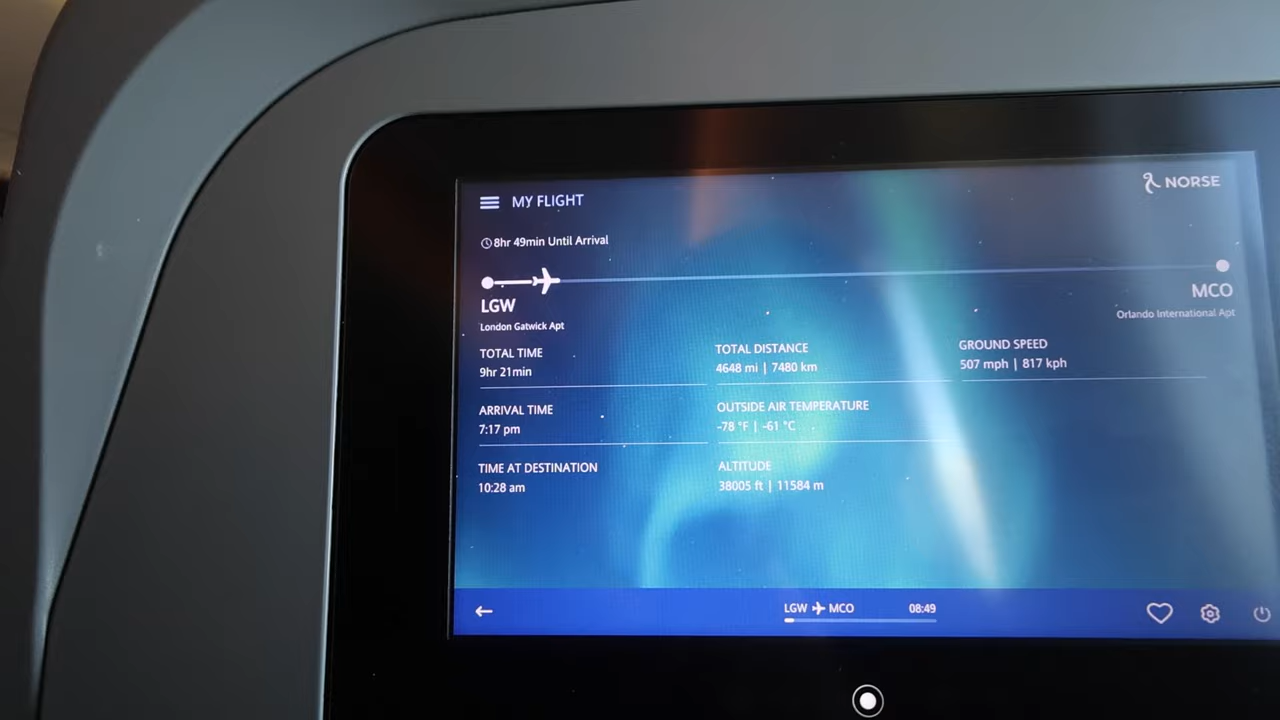 MY FLIGHT
NORSE
8hr 49min Until Arrival
LGW
London Gatwick Apt
MCO
Orlando International Apt
TOTAL TIME
9hr 21min
TOTAL DISTANCE
4648 mi | 7480 km
GROUND SPEED
507 mph | 817 kph
ARRIVAL TIME
7:17 pm
OUTSIDE AIR TEMPERATURE
-78 °F | -61 °C
TIME AT DESTINATION
10:28 am
ALTITUDE
38005 ft | 11584 m
LGW MCO 08:49